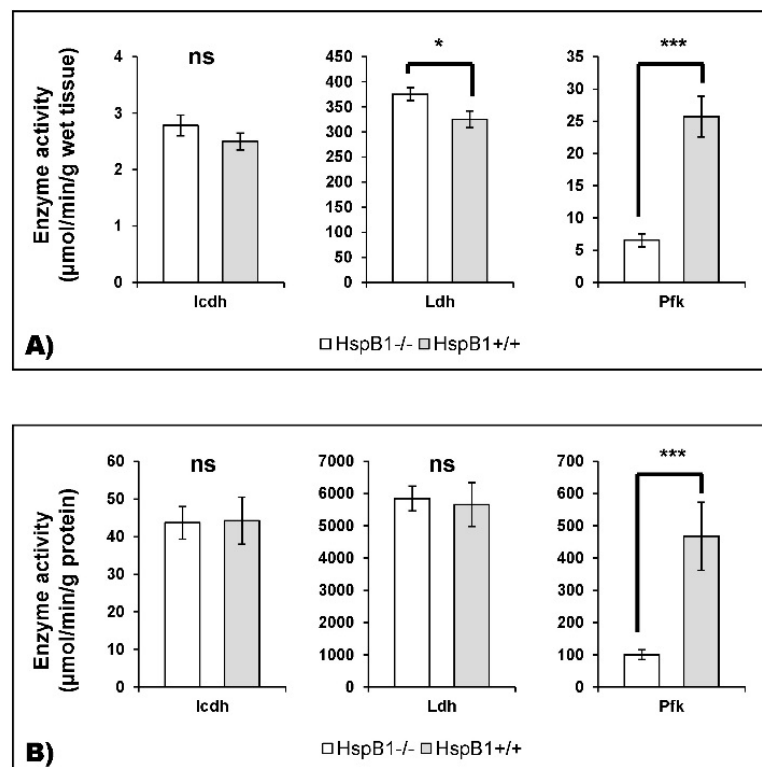 ns
*
***
Enzyme activity
(µmol/min/g wet tissue)
4
3
2
1
0
Icdh
450
400
350
300
250
200
150
100
50
0
Ldh
35
30
25
20
15
10
5
0
Pfk
A)
HspB1-/- HspB1+/+
ns
ns
***
Enzyme activity
(µmol/min/g protein)
60
50
40
30
20
10
0
Icdh
8000
7000
6000
5000
4000
3000
2000
1000
0
Ldh
700
600
500
400
300
200
100
0
Pfk
B)
HspB1-/- HspB1+/+